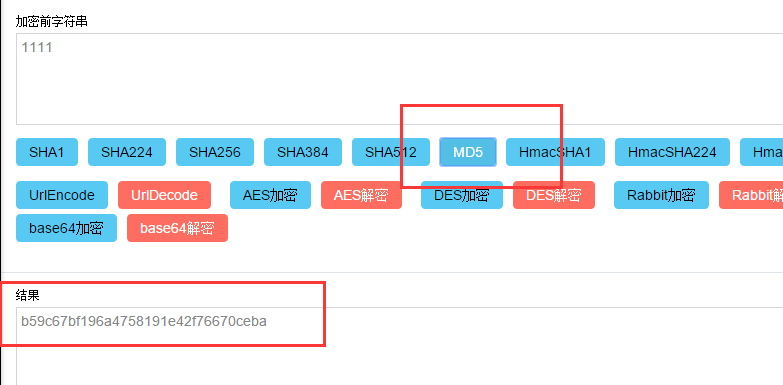 加密前字符串
1111
SHA1 SHA224 SHA256 SHA384 SHA512 MD5 HmacSHA1 HmacSHA224 Hma
UrlEncode UrlDecode AES加密 AES解密 DES加密 DES解密 Rabbit加密 Rabbit解
base64加密 base64解密
结果
b59c67bf196a4758191e42f76670ceba